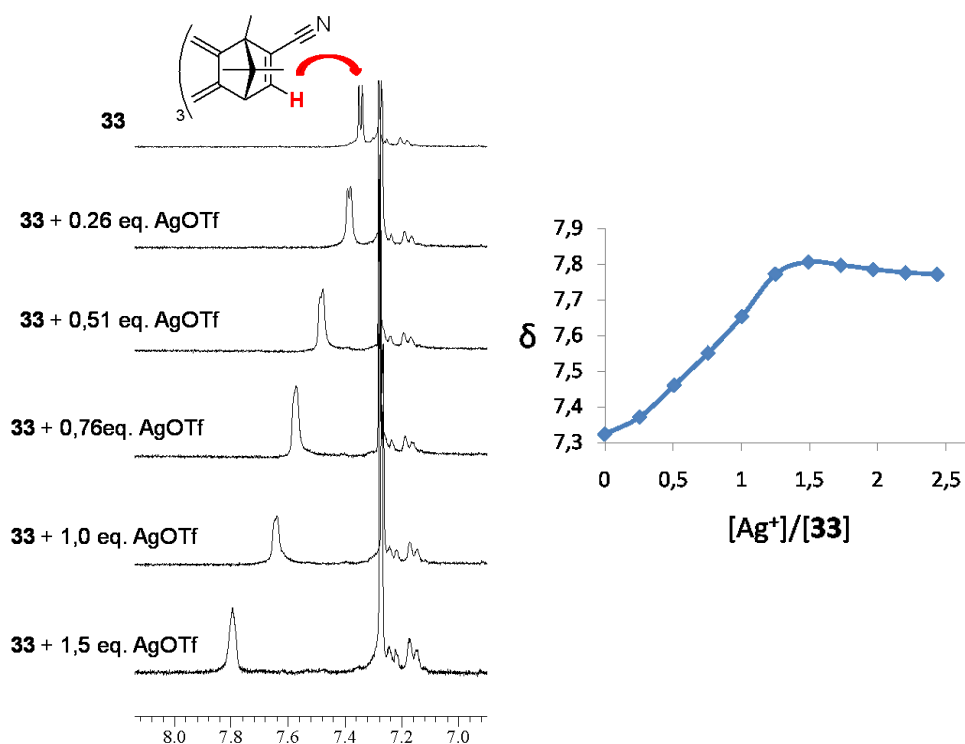 N
H
3
33
33 + 0.26 eq. AgOTf
33 + 0,51 eq. AgOTf
33 + 0,76eq. AgOTf
33 + 1,0 eq. AgOTf
33 + 1,5 eq. AgOTf
8.0 7.8 7.6 7.4 7.2 7.0
7,9
7,8
7,7
7,6
7,5
7,4
7,3
δ
0 0,5 1 1,5 2 2,5
[Ag⁺]/[33]